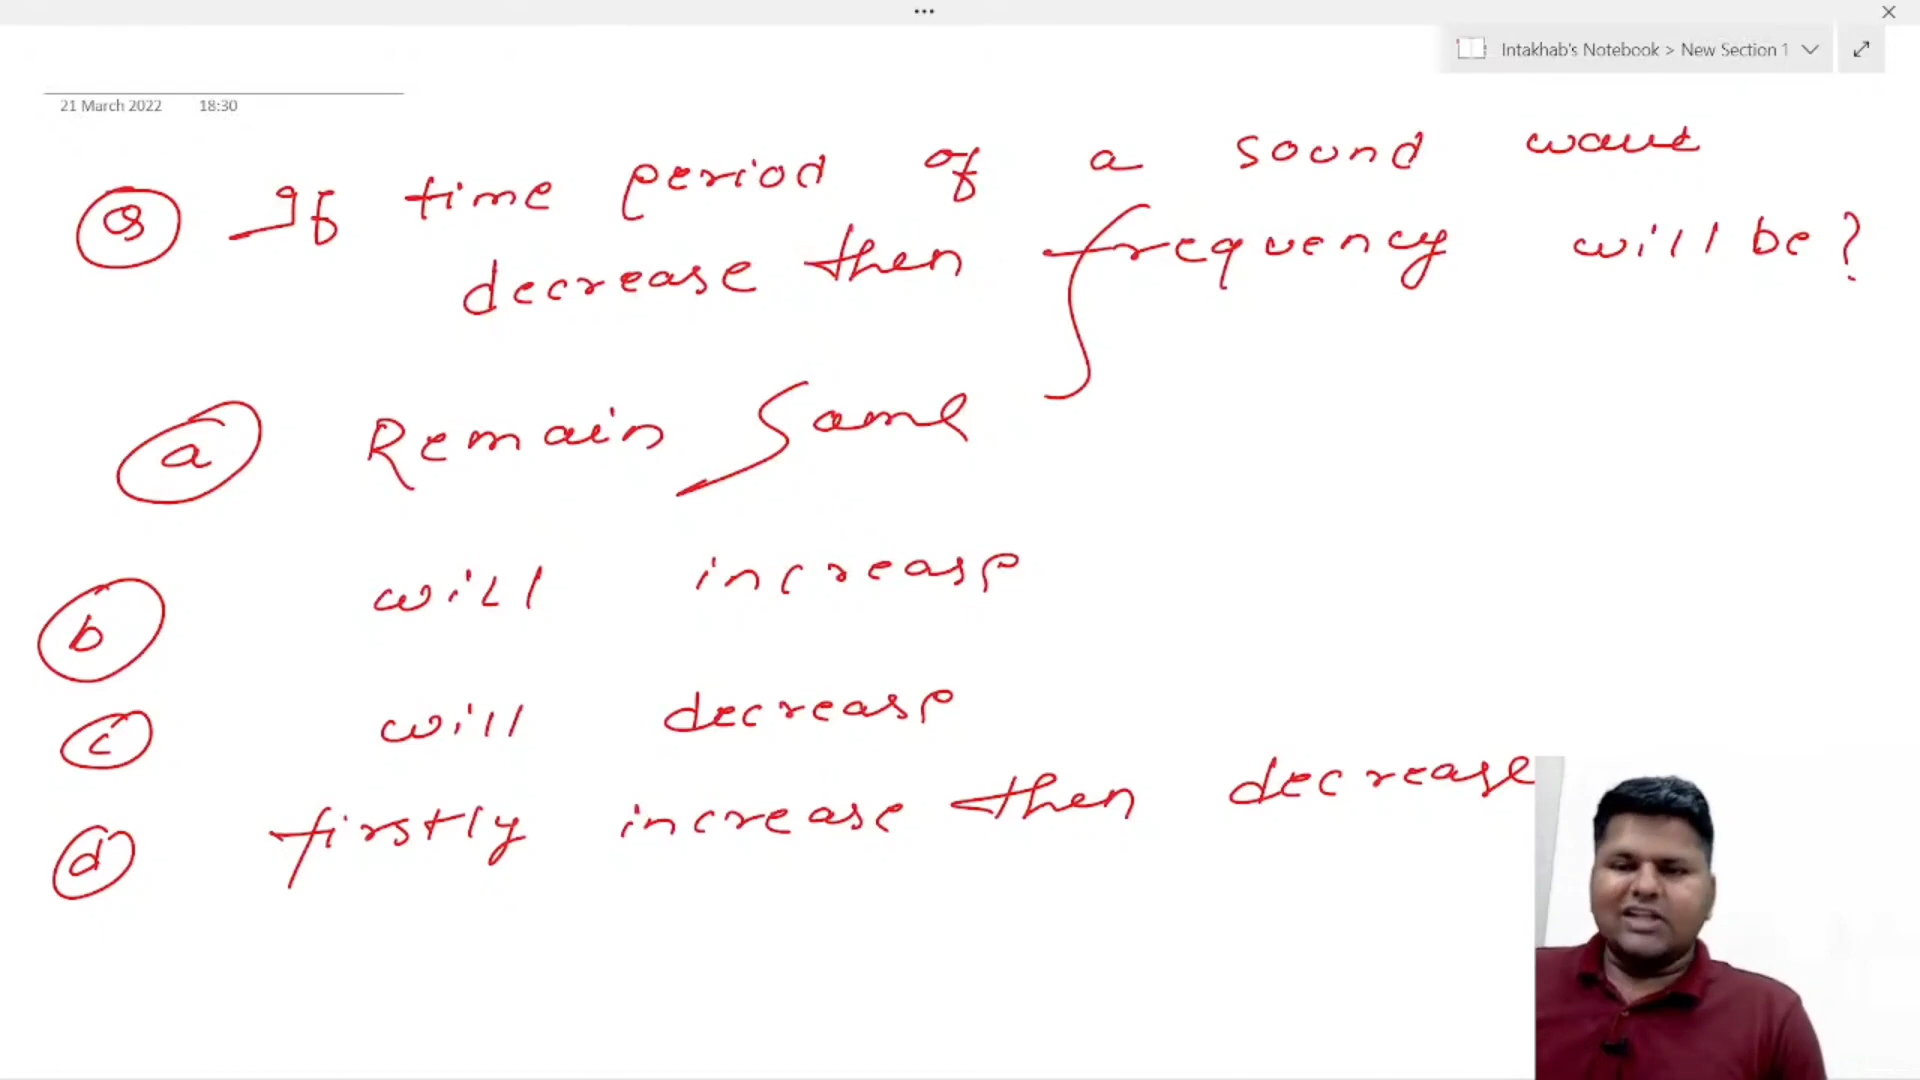 Intakhab's Notebook > New Section 1
21 March 2022 18:30
Q If time period of a sound wave
decrease then frequency will be?
a Remain Same
b will increase
c will decrease
d firstly increase then decrease